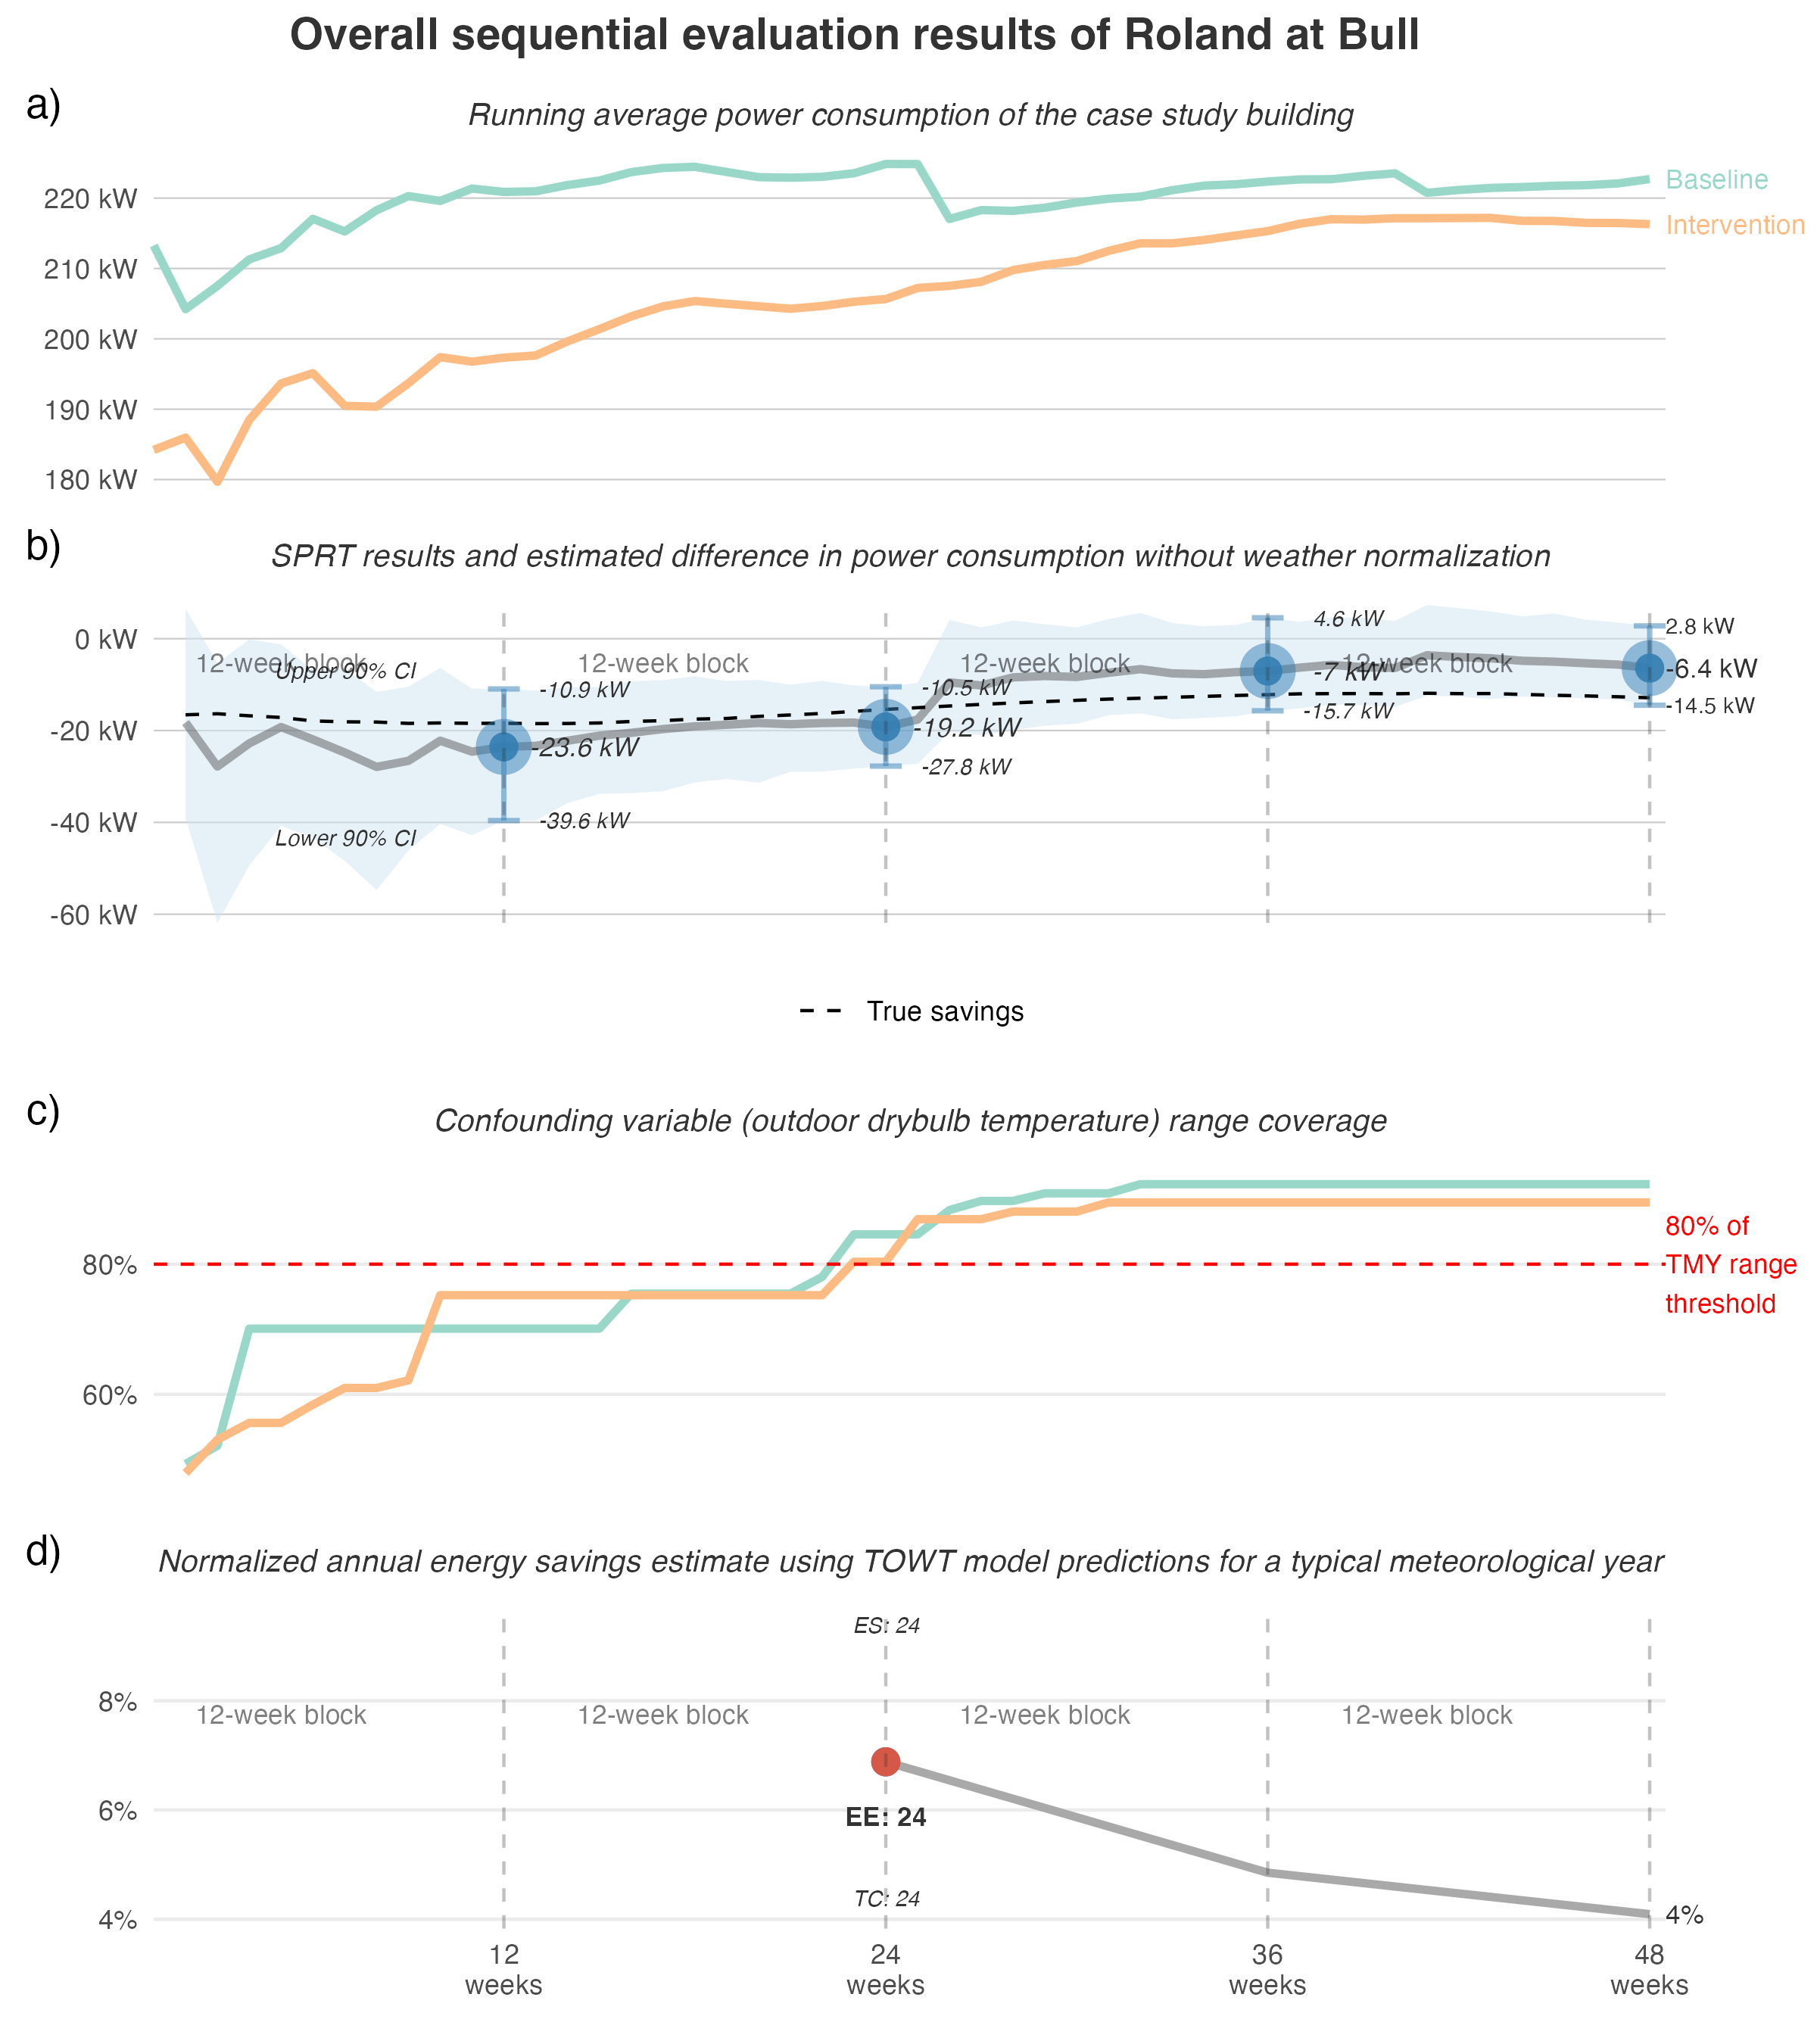 Overall sequential evaluation results of Roland at Bull
a)
Running average power consumption of the case study building
220 kW
210 kW
200 kW
190 kW
180 kW
Baseline
Intervention
b)
SPRT results and estimated difference in power consumption without weather normalization
0 kW
-20 kW
-40 kW
-60 kW
12-week block
12-week block
12-week block
12-week block
Upper 90% CI
Lower 90% CI
-10.9 kW
-23.6 kW
-39.6 kW
-10.5 kW
-19.2 kW
-27.8 kW
4.6 kW
-7 kW
-15.7 kW
2.8 kW
-6.4 kW
-14.5 kW
True savings
c)
Confounding variable (outdoor drybulb temperature) range coverage
80%
60%
80% of
TMY range
threshold
d)
Normalized annual energy savings estimate using TOWT model predictions for a typical meteorological year
8%
6%
4%
ES: 24
12-week block
12-week block
12-week block
12-week block
EE: 24
TC: 24
4%
12
weeks
24
weeks
36
weeks
48
weeks